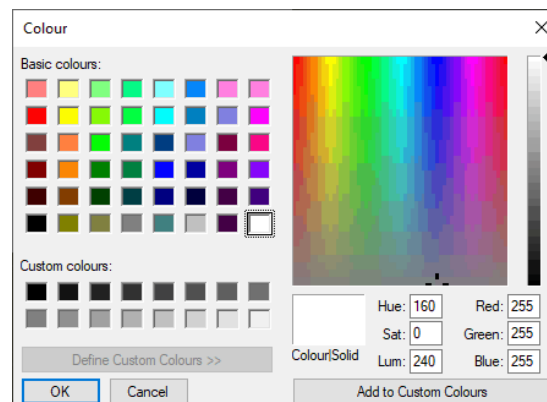 Colour
Basic colours:
Custom colours:
Define Custom Colours >>
OK Cancel
Colour|Solid
Hue: 160 Red: 255
Sat: 0 Green: 255
Lum: 240 Blue: 255
Add to Custom Colours